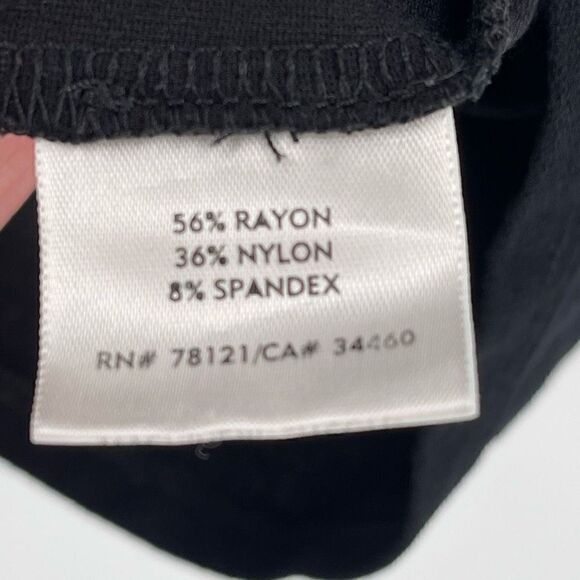 56% RAYON
36% NYLON
8% SPANDEX
RN# 78121/CA# 34460